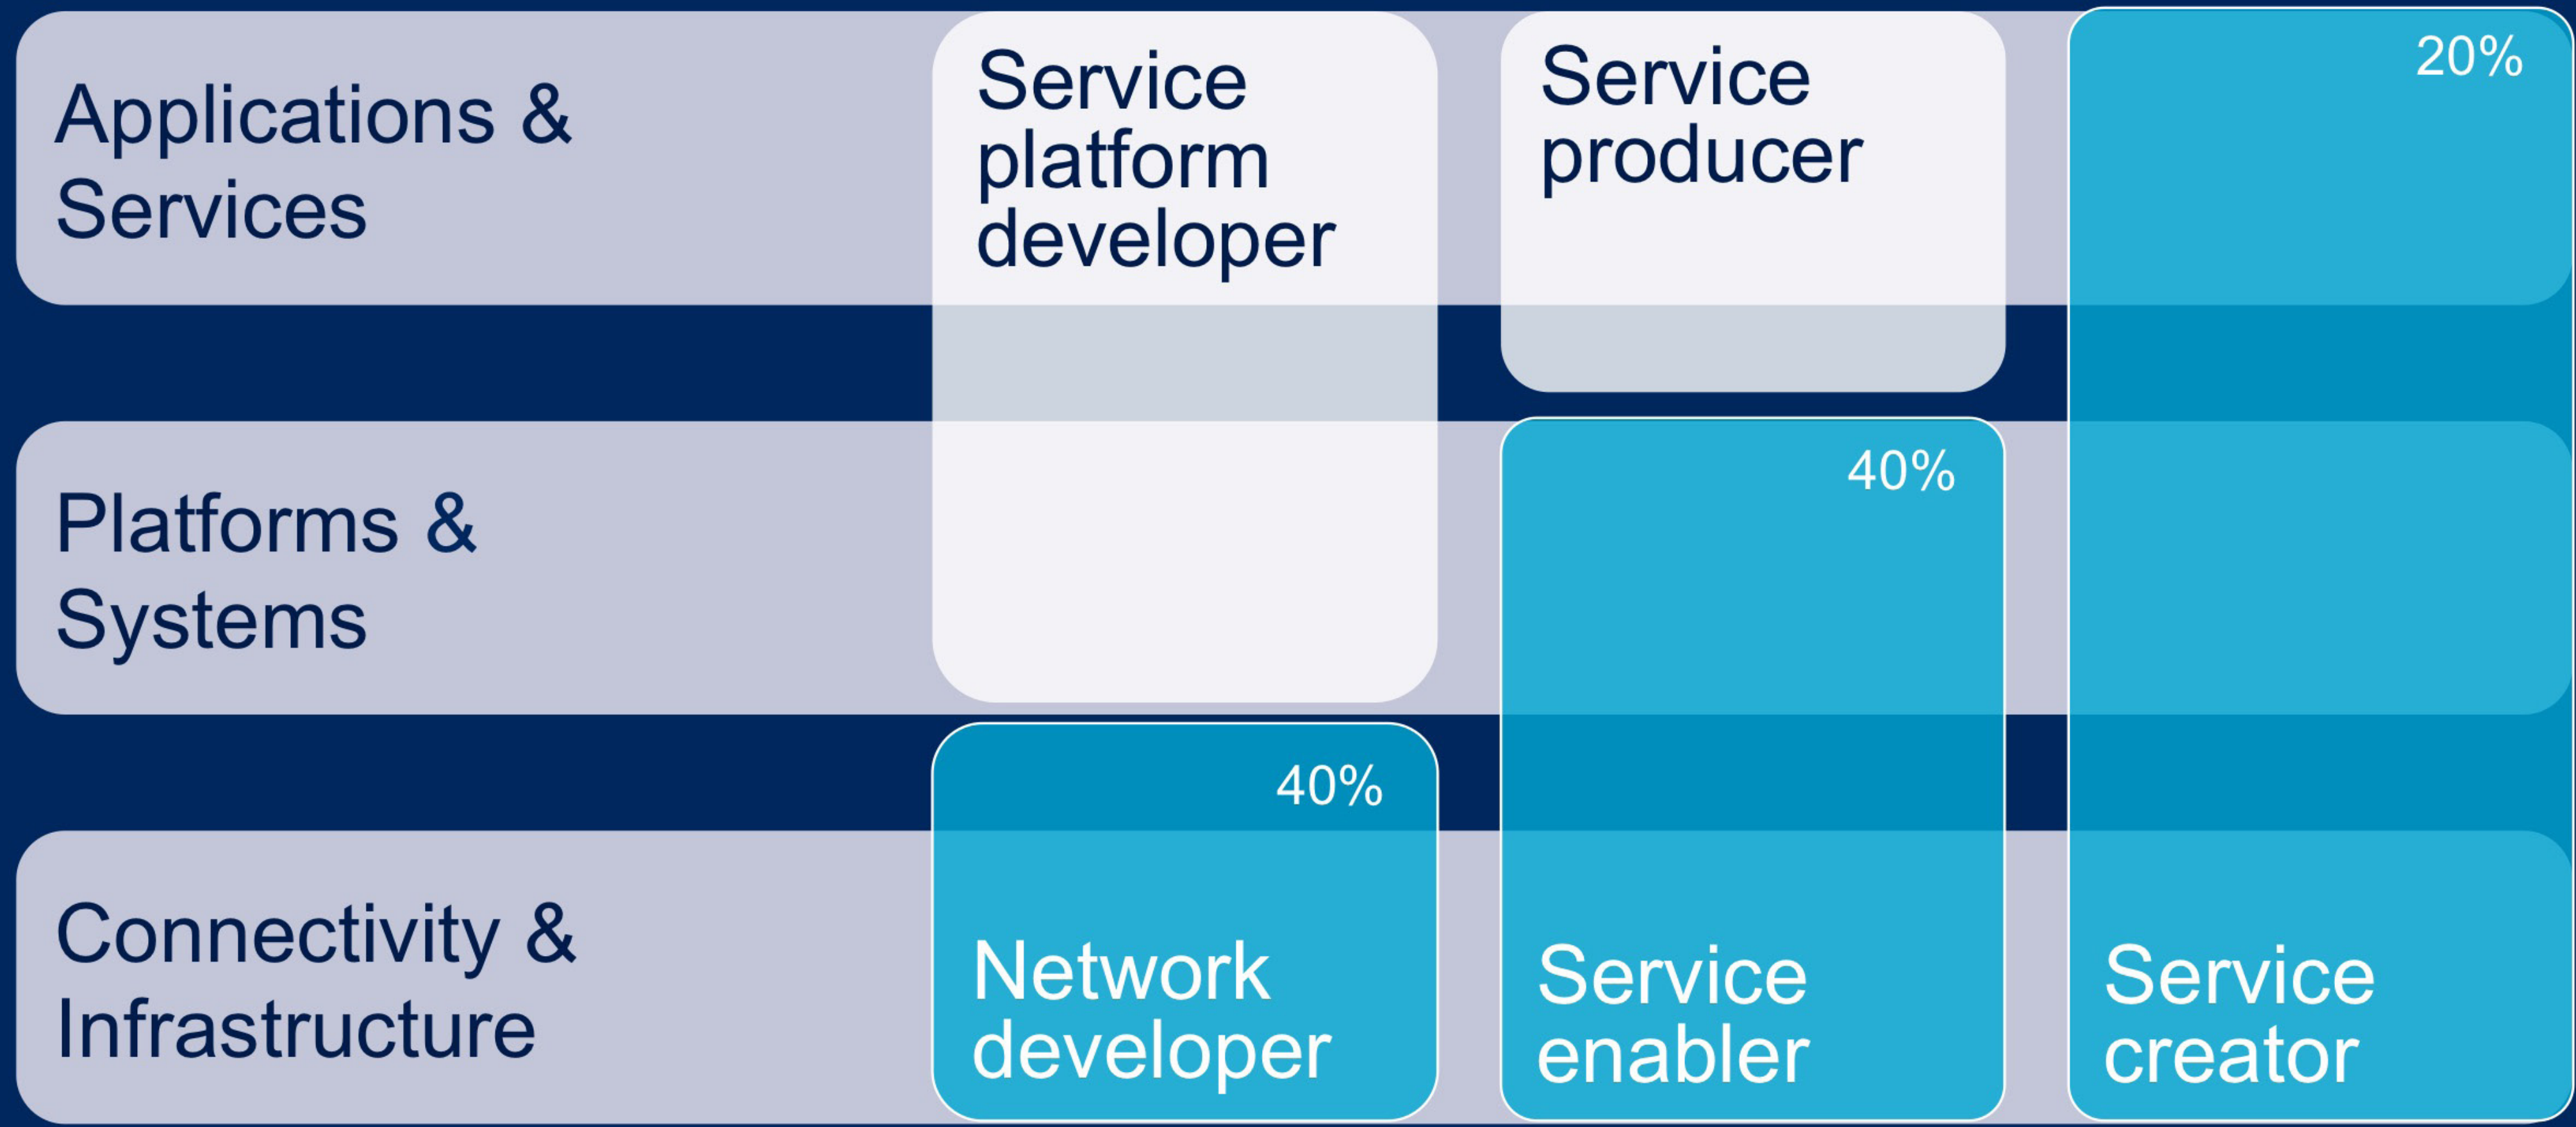 Applications &
Services
Service
platform
developer
Service
producer
20%
Platforms &
Systems
40%
40%
Connectivity &
Infrastructure
Network
developer
Service
enabler
Service
creator